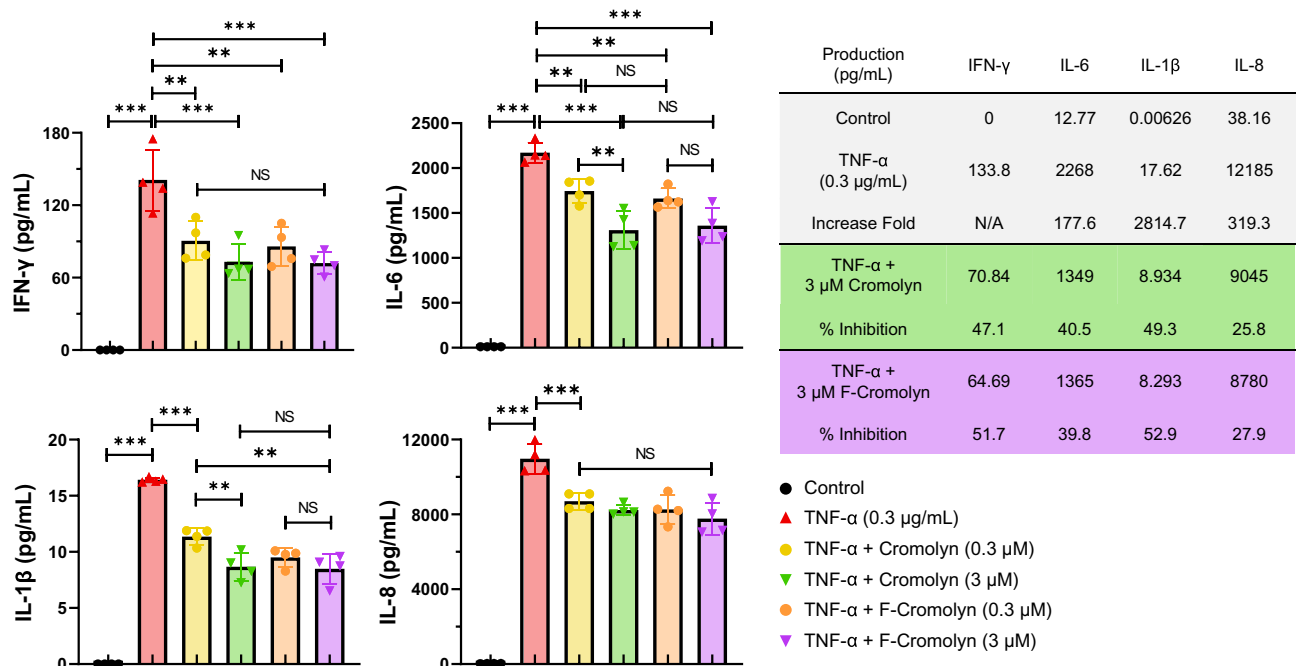 ***
***
**
**
***
***
IFN-γ (pg/mL)
180
120
60
0
NS
***
**
NS
**
***
***
NS
**
NS
IL-6 (pg/mL)
2500
2000
1500
1000
500
0
NS
***
***
**
**
NS
IL-1β (pg/mL)
20
15
10
5
0
***
***
NS
IL-8 (pg/mL)
12000
8000
4000
0
Production
(pg/mL) IFN-γ IL-6 IL-1β IL-8
Control 0 12.77 0.00626 38.16
TNF-α
(0.3 μg/mL) 133.8 2268 17.62 12185
Increase Fold N/A 177.6 2814.7 319.3
TNF-α +
3 μM Cromolyn 70.84 1349 8.934 9045
% Inhibition 47.1 40.5 49.3 25.8
TNF-α +
3 μM F-Cromolyn 64.69 1365 8.293 8780
% Inhibition 51.7 39.8 52.9 27.9
Control
TNF-α (0.3 μg/mL)
TNF-α + Cromolyn (0.3 μM)
TNF-α + Cromolyn (3 μM)
TNF-α + F-Cromolyn (0.3 μM)
TNF-α + F-Cromolyn (3 μM)